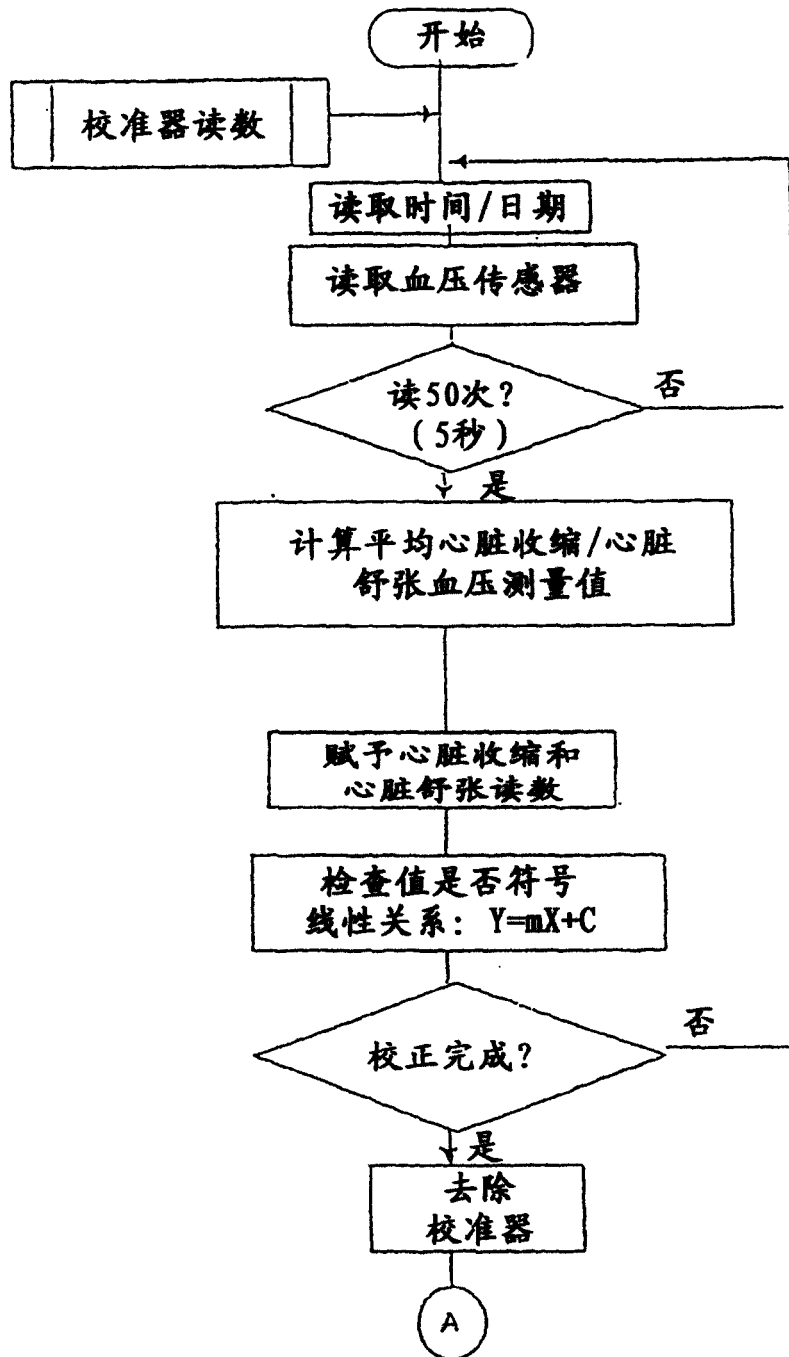 开始
校准器读数
读取时间/日期
读取血压传感器
读50次?
(5秒)
否
是
计算平均心脏收缩/心脏
舒张血压测量值
赋予心脏收缩和
心脏舒张读数
检查值是否符号
线性关系: Y=mX+C
校正完成?
否
是
去除
校准器
A